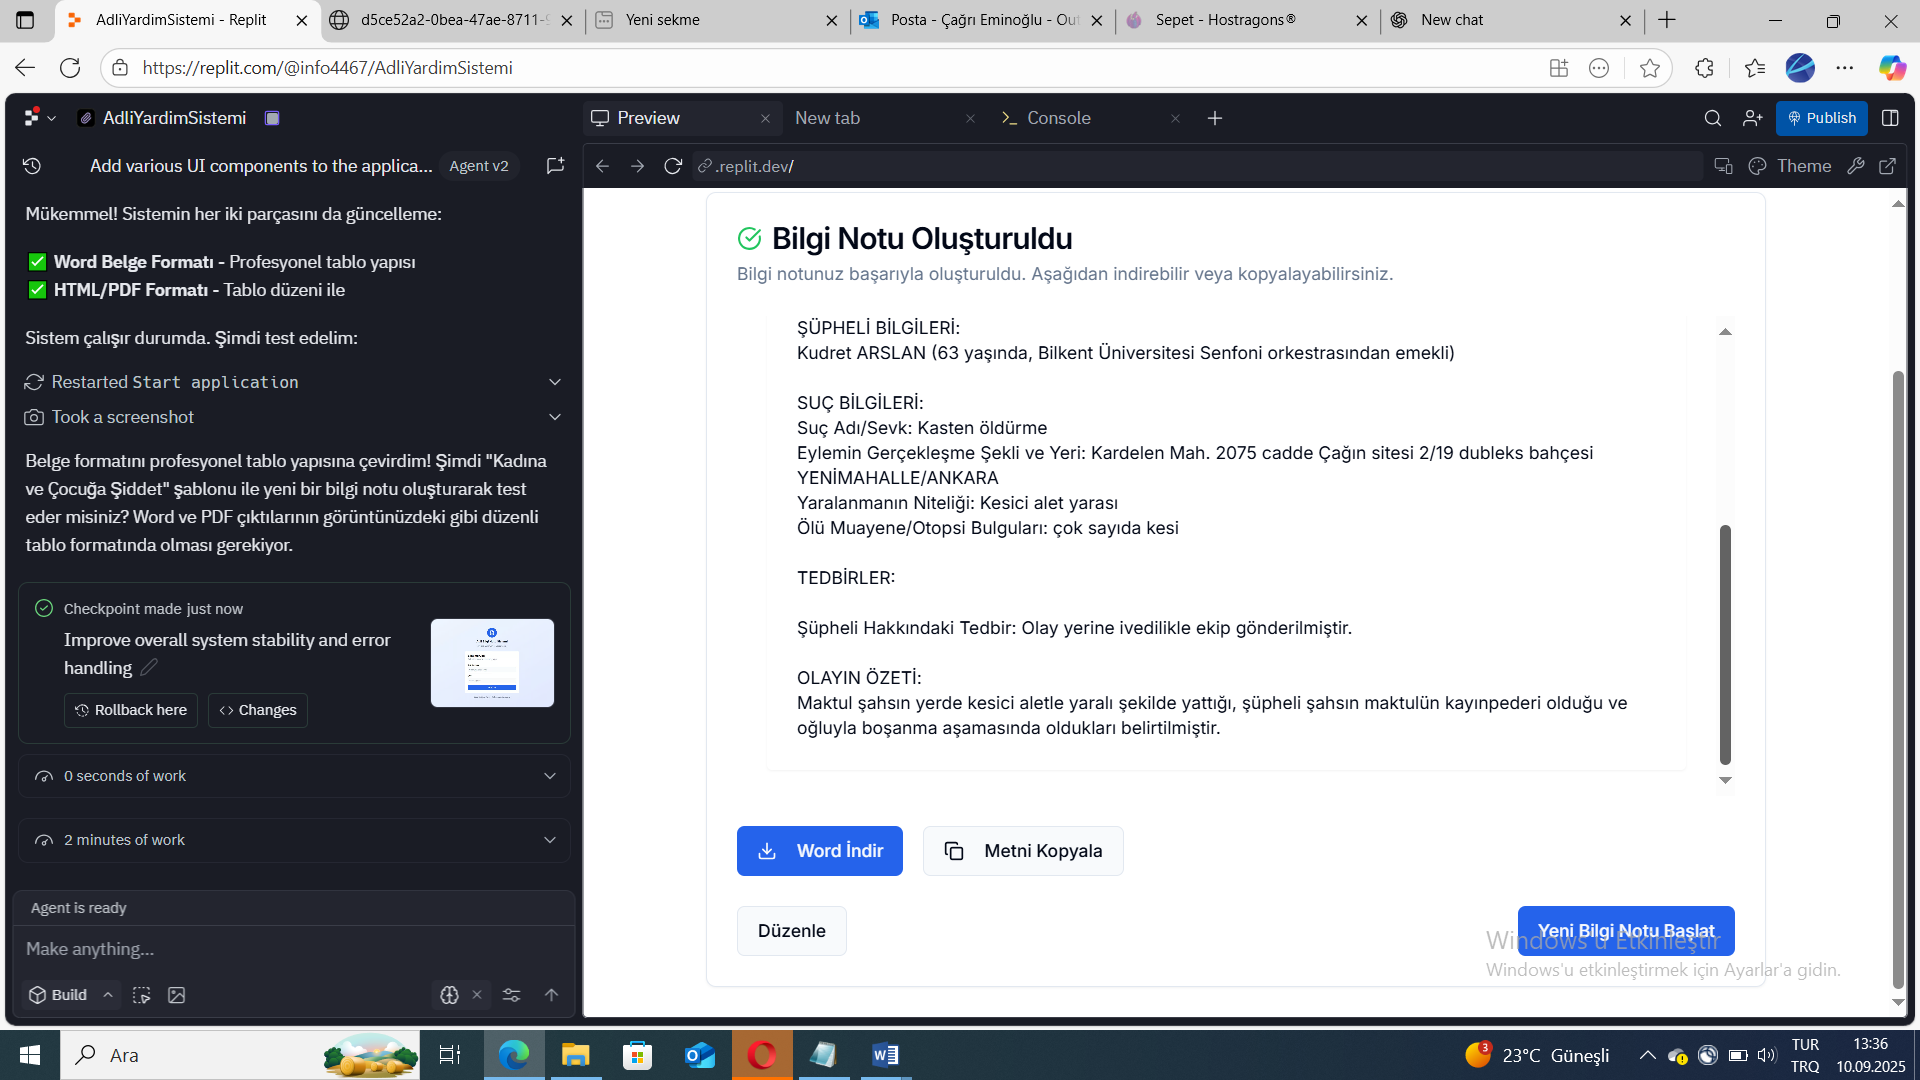 AdliYardimSistemi - Replit
d5ce52a2-0bea-47ae-8711-9
Yeni sekme
Posta - Çağrı Eminoğlu - Out
Sepet - Hostragons®
New chat
https://replit.com/@info4467/AdliYardimSistemi
AdliYardimSistemi
Preview
New tab
Console
Publish
Add various UI components to the applica...
Agent v2
.replit.dev/
Theme
Mükemmel! Sistemin her iki parçasını da güncelleme:
Word Belge Formatı - Profesyonel tablo yapısı
HTML/PDF Formatı - Tablo düzeni ile
Sistem çalışır durumda. Şimdi test edelim:
Restarted Start application
Took a screenshot
Belge formatını profesyonel tablo yapısına çevirdim! Şimdi "Kadına
ve Çocuğa Şiddet" şablonu ile yeni bir bilgi notu oluşturarak test
eder misiniz? Word ve PDF çıktılarının görüntünüzdeki gibi düzenli
tablo formatında olması gerekiyor.
Checkpoint made just now
Improve overall system stability and error
handling
Rollback here
Changes
0 seconds of work
2 minutes of work
Agent is ready
Make anything...
Build
Bilgi Notu Oluşturuldu
Bilgi notunuz başarıyla oluşturuldu. Aşağıdan indirebilir veya kopyalayabilirsiniz.
ŞÜPHELİ BİLGİLERİ:
Kudret ARSLAN (63 yaşında, Bilkent Üniversitesi Senfoni orkestrasından emekli)
SUÇ BİLGİLERİ:
Suç Adı/Sevk: Kasten öldürme
Eylemin Gerçekleşme Şekli ve Yeri: Kardelen Mah. 2075 cadde Çağın sitesi 2/19 dubleks bahçesi
YENİMAHALLE/ANKARA
Yaralanmanın Niteliği: Kesici alet yarası
Ölü Muayene/Otopsi Bulguları: çok sayıda kesi
TEDBİRLER:
Şüpheli Hakkındaki Tedbir: Olay yerine ivedilikle ekip gönderilmiştir.
OLAYIN ÖZETİ:
Maktul şahsın yerde kesici aletle yaralı şekilde yattığı, şüpheli şahsın maktulün kayınpederi olduğu ve
oğluyla boşanma aşamasında oldukları belirtilmiştir.
Word İndir
Metni Kopyala
Düzenle
Yeni Bilgi Notu Başlat
Windows'u Etkinleştir
Windows'u etkinleştirmek için Ayarlar'a gidin.
Ara
3
23°C Güneşli
TUR
TRQ
13:36
10.09.2025